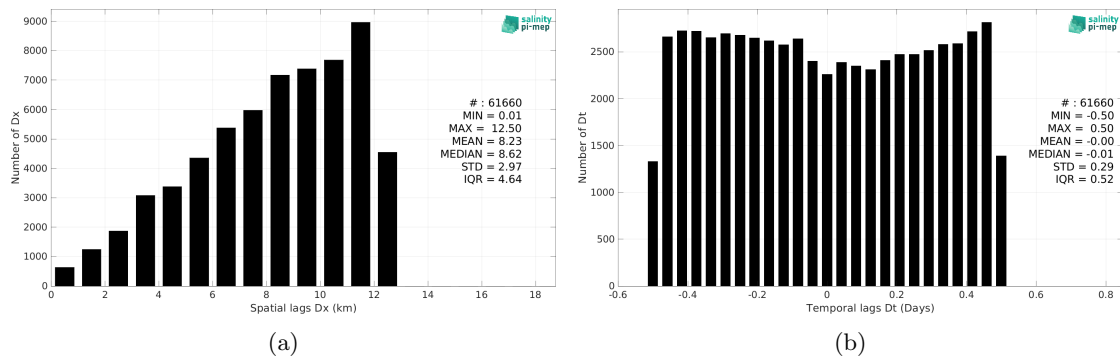 9000
8000
7000
6000
5000
4000
3000
2000
1000
0
Number of Dx
0 2 4 6 8 10 12 14 16 18
Spatial lags Dx (km)
salinity
pi-mep
# : 61660
MIN = 0.01
MAX = 12.50
MEAN = 8.23
MEDIAN = 8.62
STD = 2.97
IQR = 4.64
(a)
2500
2000
1500
1000
500
0
Number of Dt
-0.6 -0.4 -0.2 0 0.2 0.4 0.6 0.8
Temporal lags Dt (Days)
salinity
pi-mep
# : 61660
MIN = -0.50
MAX = 0.50
MEAN = -0.00
MEDIAN = -0.01
STD = 0.29
IQR = 0.52
(b)